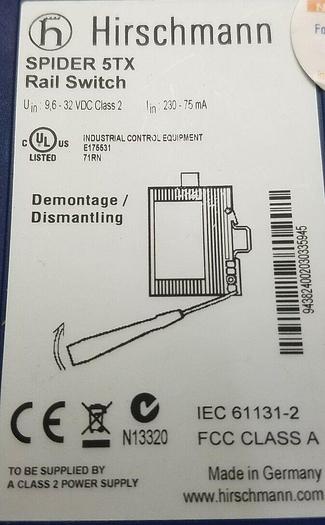 Hirschmann
SPIDER 5TX
Rail Switch
Uin: 9,6 - 32 VDC Class 2 Iin: 230 - 75 mA
C UL US
LISTED
INDUSTRIAL CONTROL EQUIPMENT
E175531
71RN
Demontage /
Dismantling
943824002030335945
CE
N13320
IEC 61131-2
FCC CLASS A
TO BE SUPPLIED BY
A CLASS 2 POWER SUPPLY
Made in Germany
www.hirschmann.com